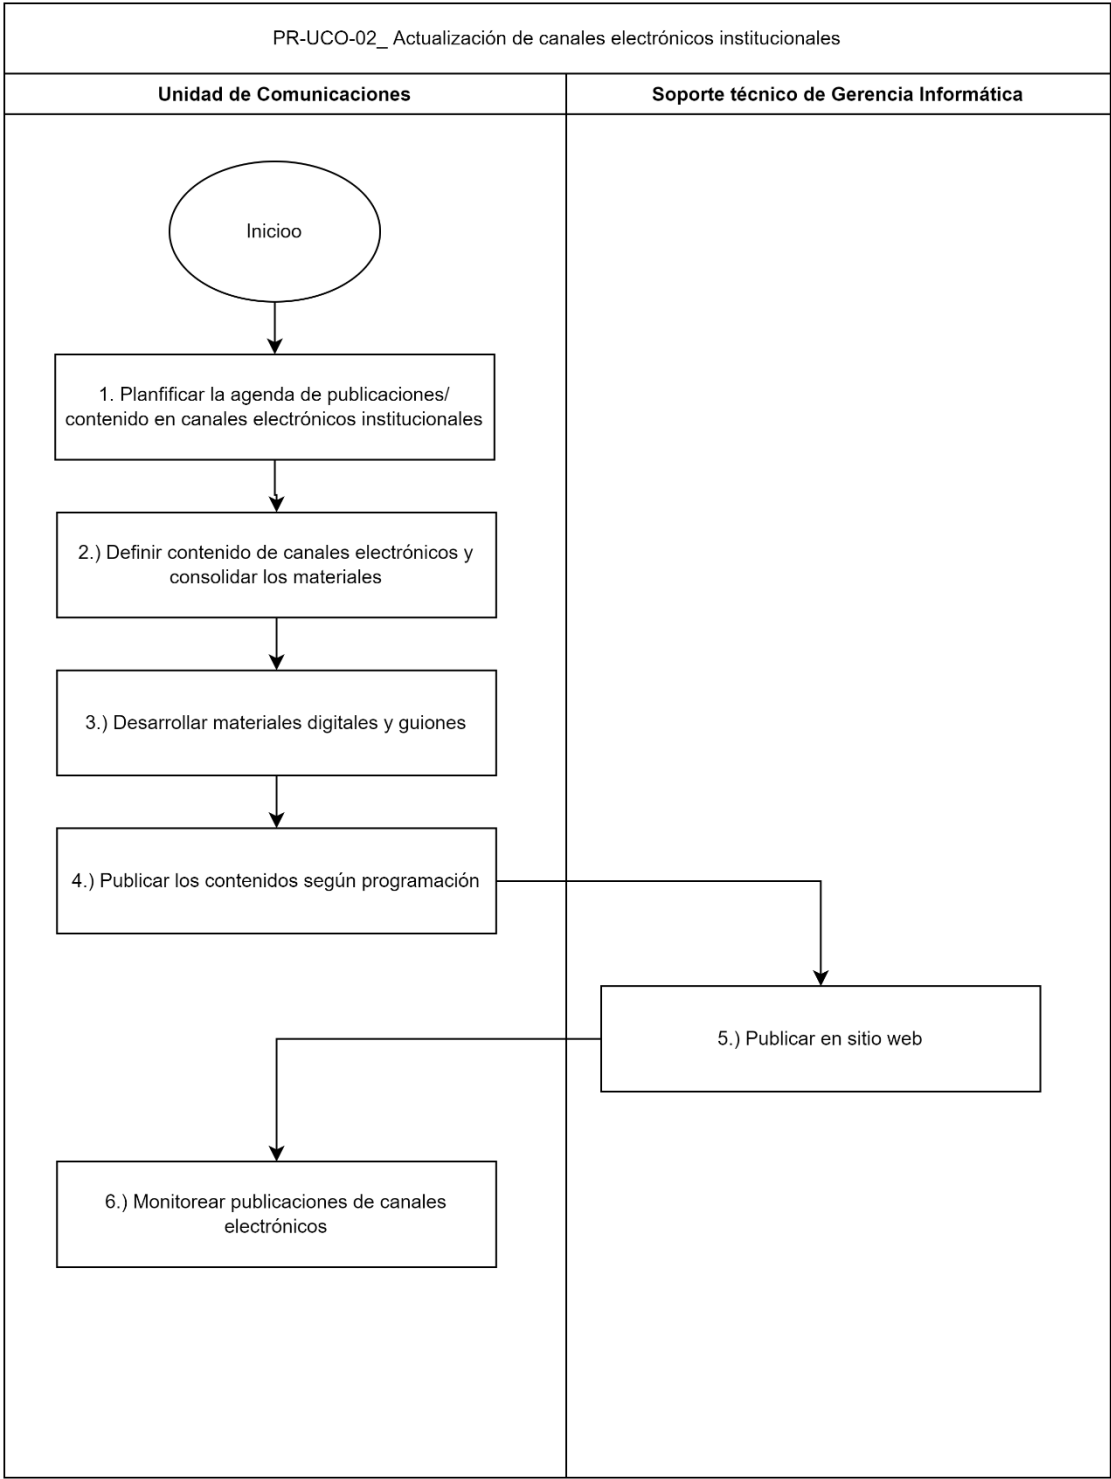 PR-UCO-02_ Actualización de canales electrónicos institucionales
Unidad de Comunicaciones
Soporte técnico de Gerencia Informática
Inicioo
1. Planfificar la agenda de publicaciones/
contenido en canales electrónicos institucionales
2.) Definir contenido de canales electrónicos y
consolidar los materiales
3.) Desarrollar materiales digitales y guiones
4.) Publicar los contenidos según programación
5.) Publicar en sitio web
6.) Monitorear publicaciones de canales
electrónicos